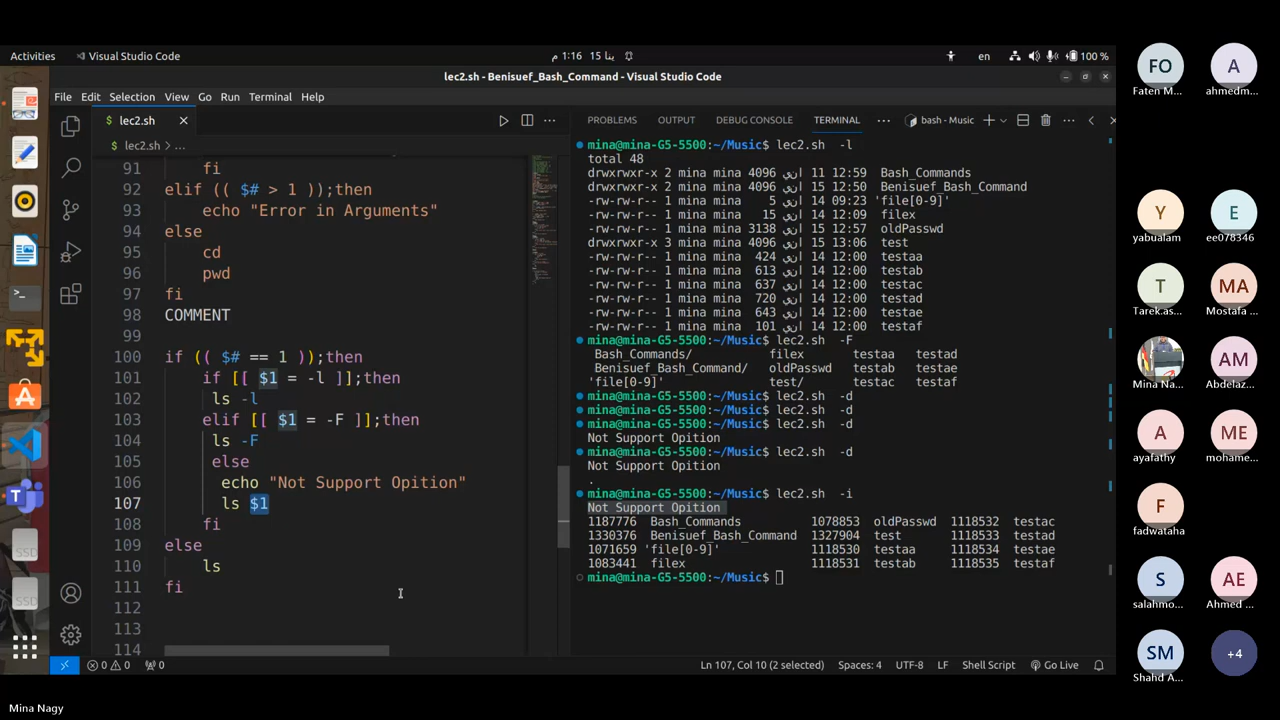 Activities
Visual Studio Code
م 1:16 ينا 15
en
100 %
lec2.sh - Benisuef_Bash_Command - Visual Studio Code
File Edit Selection View Go Run Terminal Help
lec2.sh
lec2.sh > ...
91 fi
92 elif (( $# > 1 ));then
93 echo "Error in Arguments"
94 else
95 cd
96 pwd
97 fi
98 COMMENT
99
100 if (( $# == 1 ));then
101 if [[ $1 = -l ]];then
102 ls -l
103 elif [[ $1 = -F ]];then
104 ls -F
105 else
106 echo "Not Support Opition"
107 ls $1
108 fi
109 else
110 ls
111 fi
112
113
114
PROBLEMS OUTPUT DEBUG CONSOLE TERMINAL ... bash - Music
mina@mina-G5-5500:~/Music$ lec2.sh -l
total 48
drwxrwxr-x 2 mina mina 4096 11 12:59 Bash_Commands
drwxrwxr-x 2 mina mina 4096 15 12:50 Benisuef_Bash_Command
-rw-rw-r-- 1 mina mina 5 14 09:23 'file[0-9]'
-rw-rw-r-- 1 mina mina 15 14 12:09 filex
-rw-rw-r-- 1 mina mina 3138 15 12:57 oldPasswd
drwxrwxr-x 3 mina mina 4096 15 13:06 test
-rw-rw-r-- 1 mina mina 424 14 12:00 testaa
-rw-rw-r-- 1 mina mina 613 14 12:00 testab
-rw-rw-r-- 1 mina mina 637 14 12:00 testac
-rw-rw-r-- 1 mina mina 720 14 12:00 testad
-rw-rw-r-- 1 mina mina 643 14 12:00 testae
-rw-rw-r-- 1 mina mina 101 14 12:00 testaf
mina@mina-G5-5500:~/Music$ lec2.sh -F
Bash_Commands/ filex testaa testad
Benisuef_Bash_Command/ oldPasswd testab testae
'file[0-9]' test/ testac testaf
mina@mina-G5-5500:~/Music$ lec2.sh -d
mina@mina-G5-5500:~/Music$ lec2.sh -d
mina@mina-G5-5500:~/Music$ lec2.sh -d
Not Support Opition
mina@mina-G5-5500:~/Music$ lec2.sh -d
Not Support Opition
.
mina@mina-G5-5500:~/Music$ lec2.sh -i
Not Support Opition
1187776 Bash_Commands 1078853 oldPasswd 1118532 testac
1330376 Benisuef_Bash_Command 1327904 test 1118533 testad
1071659 'file[0-9]' 1118530 testaa 1118534 testae
1083441 filex 1118531 testab 1118535 testaf
mina@mina-G5-5500:~/Music$
0 0 0
Ln 107, Col 10 (2 selected) Spaces: 4 UTF-8 LF Shell Script Go Live
SSD
SSD
FO A
Faten M... ahmedm...
Y E
yabualam ee078346
T MA
Tarek.as... Mostafa ...
AM
Mina Na... Abdelaz...
A ME
ayafathy mohame...
F
fadwataha
S AE
salahmo... Ahmed ...
SM +4
Shahd A...
Mina Nagy